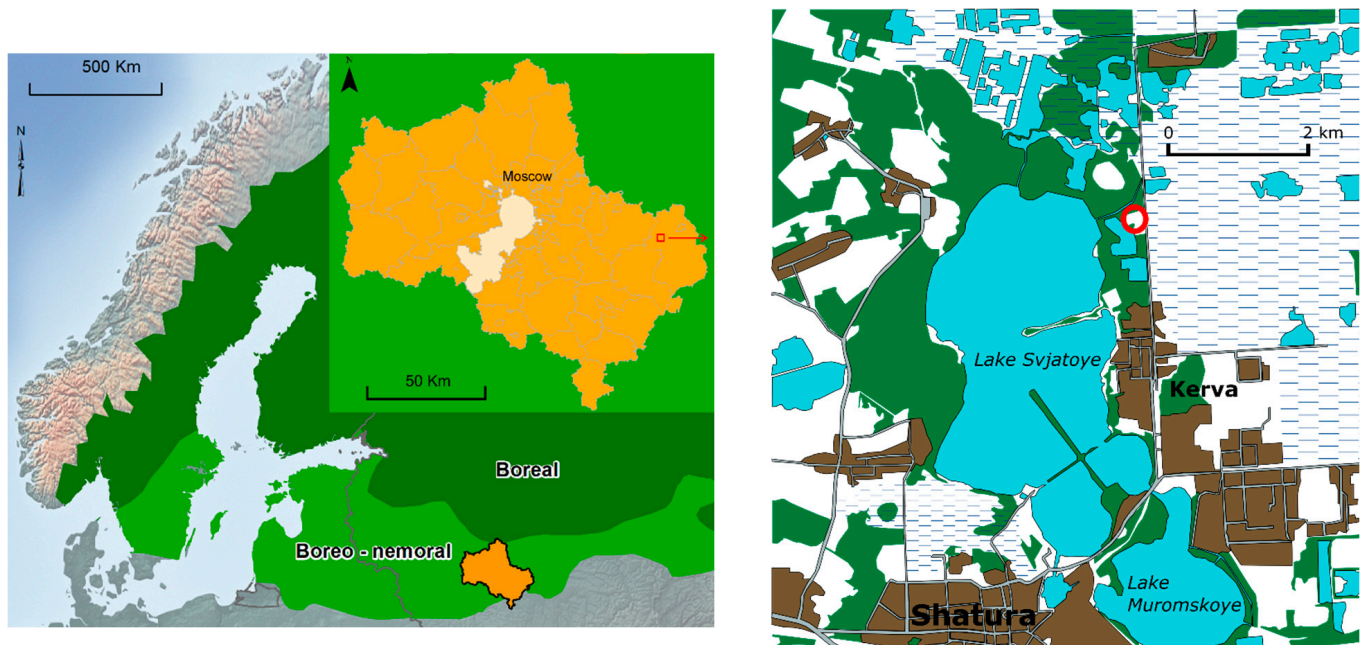 500 Km
N
N
Moscow
50 Km
Boreal
Boreo - nemoral
0 2 km
Lake Svjatoye
Kerva
Lake
Muromskoye
Shatura